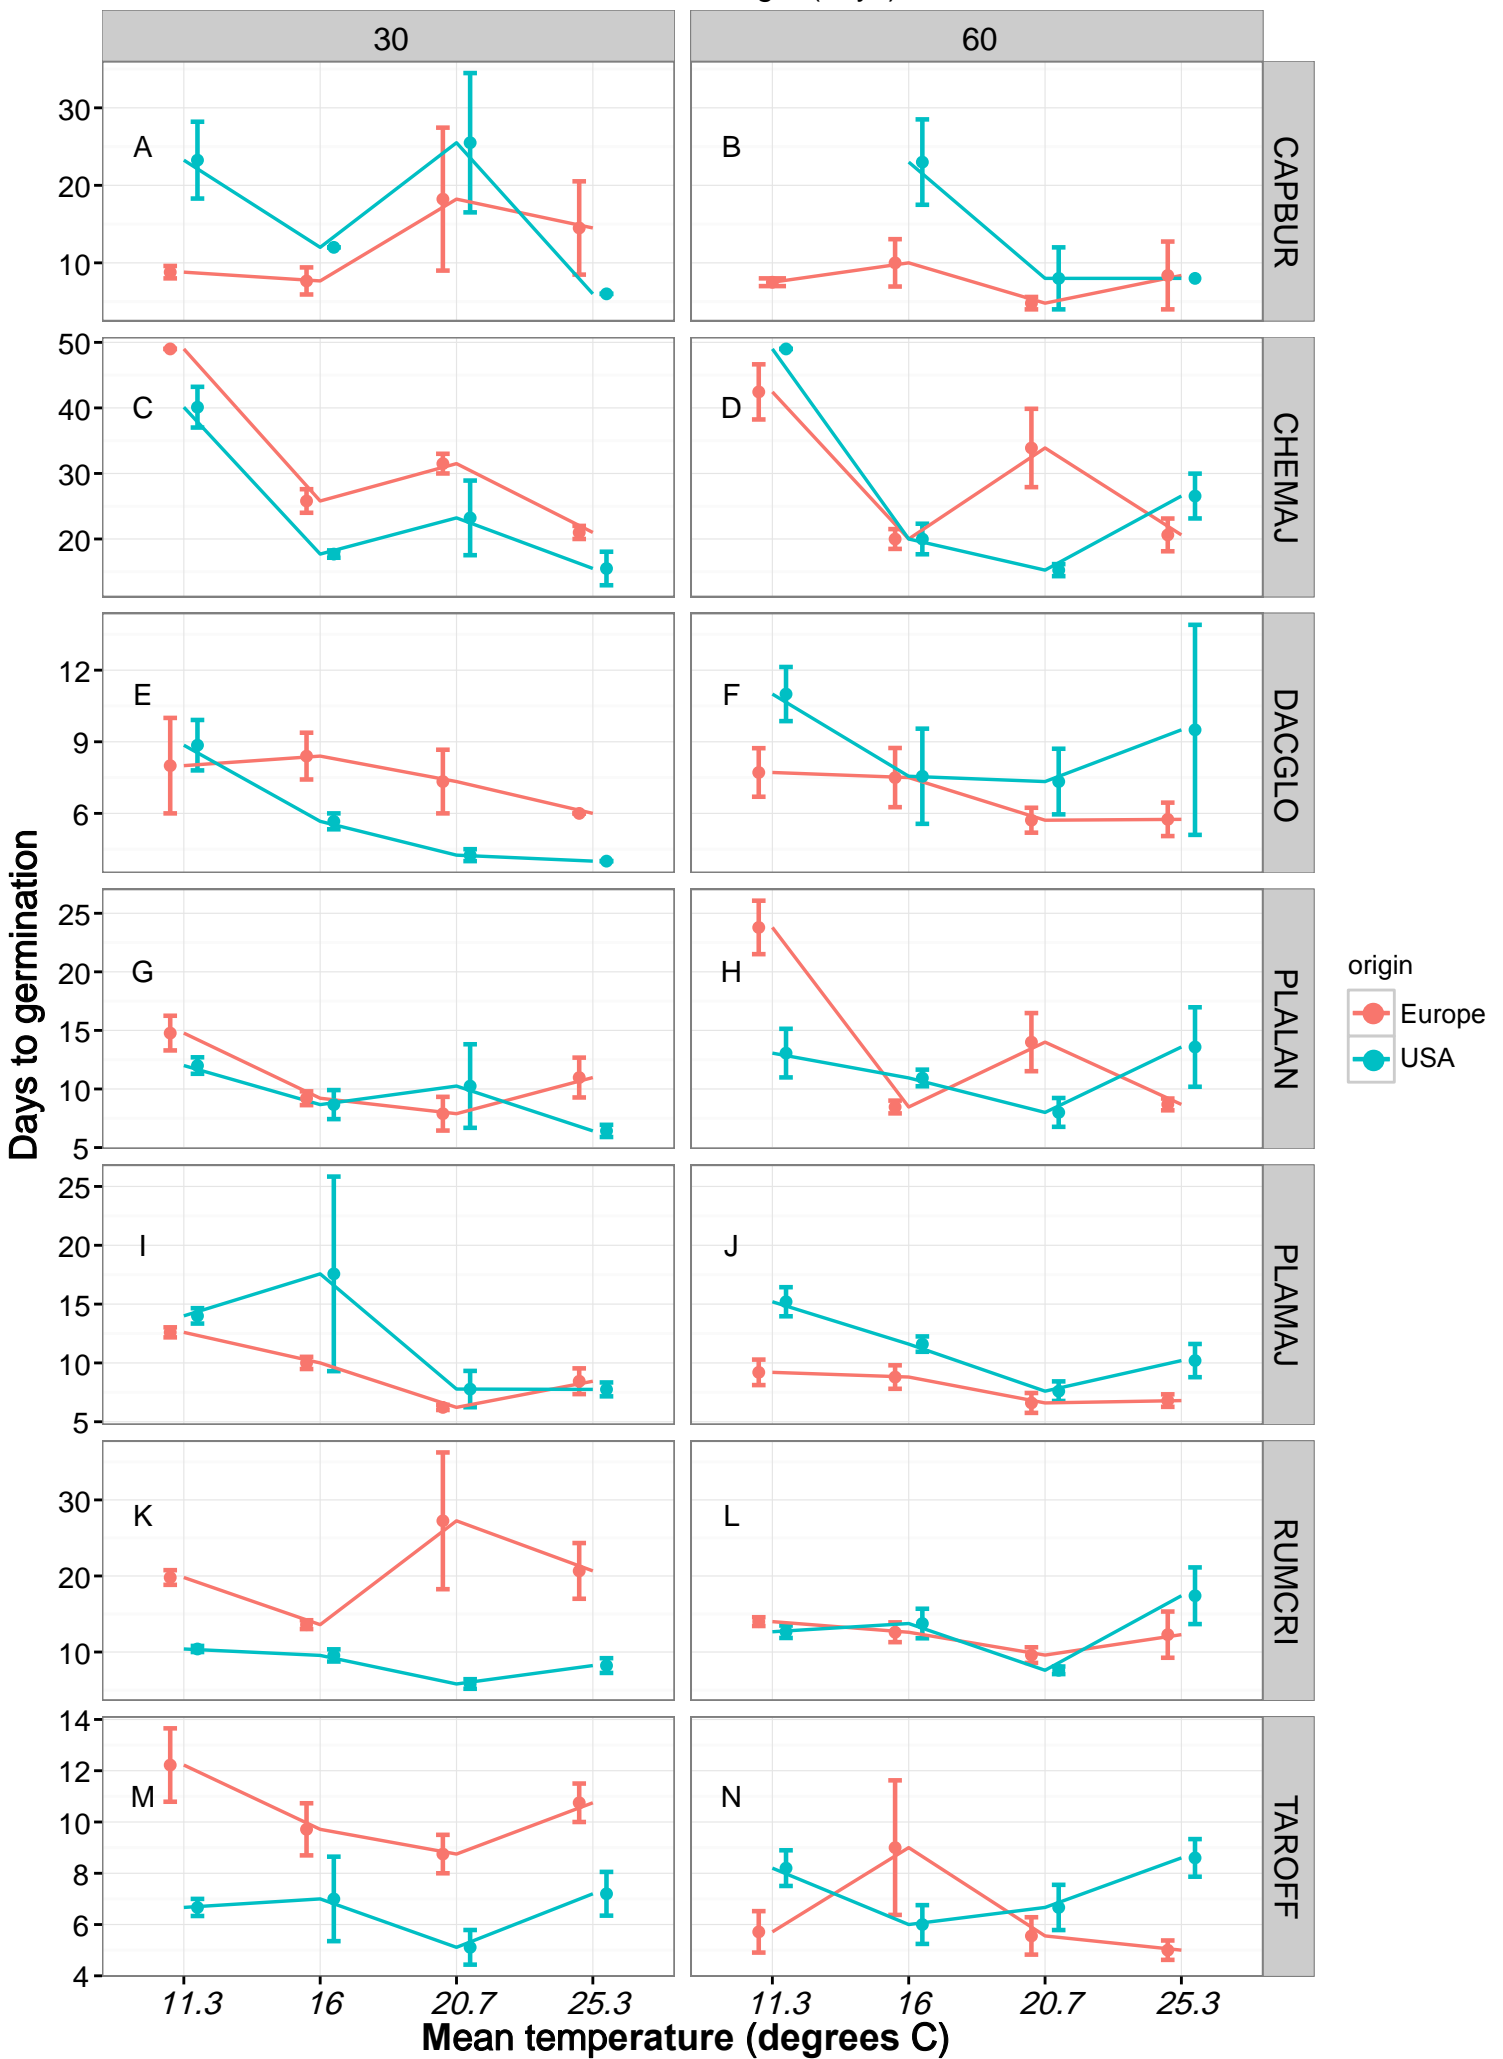 30 60
30
20
10
A
B
CAPBUR
50
40
30
20
C
D
CHEMAJ
12
9
6
E
F
DACGLO
25
20
15
10
5
G
H
PLALAN
25
20
15
10
5
I
J
PLAMAJ
30
20
10
K
L
RUMCRI
14
12
10
8
6
4
M
N
TAROFF
11.3 16 20.7 25.3 11.3 16 20.7 25.3
Mean temperature (degrees C)
Days to germination
origin
Europe
USA